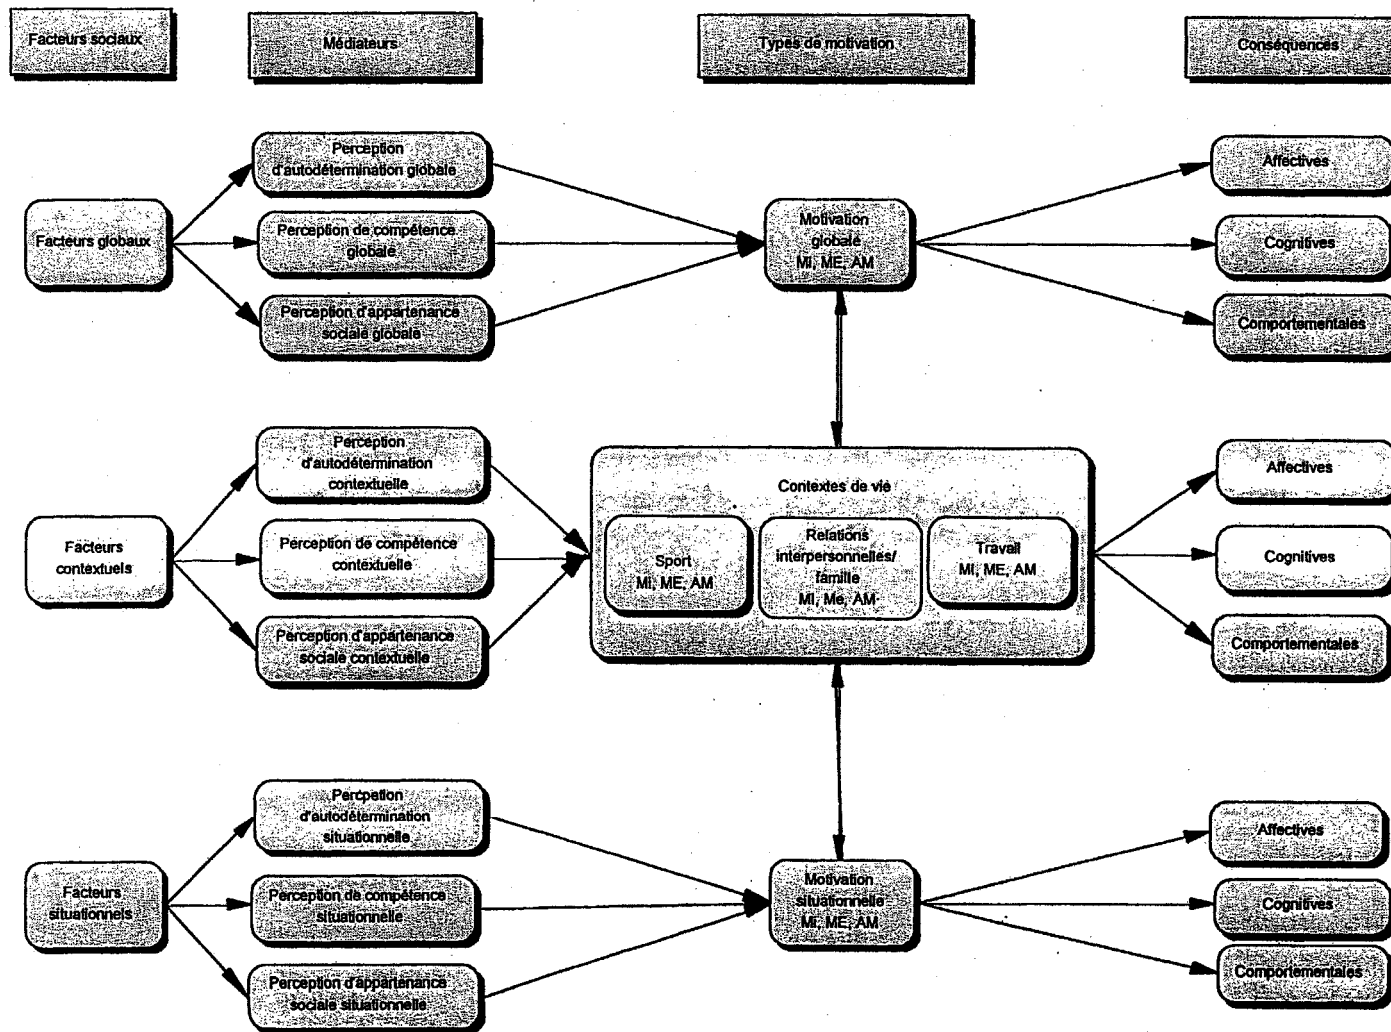 Facteurs sociaux
Médiateurs
Types de motivation
Conséquences
Perception
d'autodétermination globale
Facteurs globaux
Perception de compétence
globale
Perception d'appartenance
sociale globale
Motivation
globale
MI, ME, AM
Affectives
Cognitives
Comportementales
Perception
d'autodétermination
contextuelle
Facteurs
contextuels
Perception de compétence
contextuelle
Perception d'appartenance
sociale contextuelle
Contextes de vie
Sport
MI, ME, AM
Relations
interpersonnelles/
famille
MI, Me, AM
Travail
MI, ME, AM
Affectives
Cognitives
Comportementales
Percpetion
d'autodétermination
situationnelle
Facteurs
situationnels
Perception de compétence
situationnelle
Perception d'appartenance
sociale situationnelle
Motivation
situationnelle
MI, ME, AM
Affectives
Cognitives
Comportementales